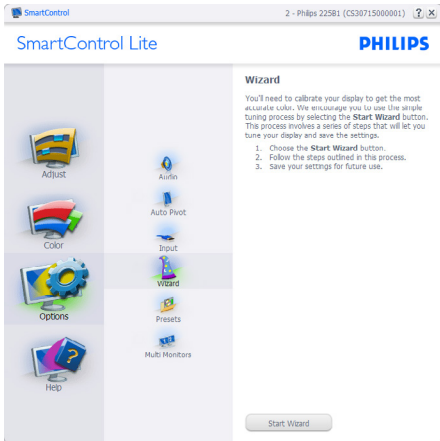 SmartControl
2 - Philips 225B1 (CS30715000001)
SmartControl Lite
PHILIPS
Adjust
Color
Options
Help
Audio
Auto Pivot
Input
Wizard
Presets
Multi Monitors
Wizard
You'll need to calibrate your display to get the most
accurate color. We encourage you to use the simple
tuning process by selecting the Start Wizard button.
This process involves a series of steps that will let you
tune your display and save the settings.
1. Choose the Start Wizard button.
2. Follow the steps outlined in this process.
3. Save your settings for future use.
Start Wizard